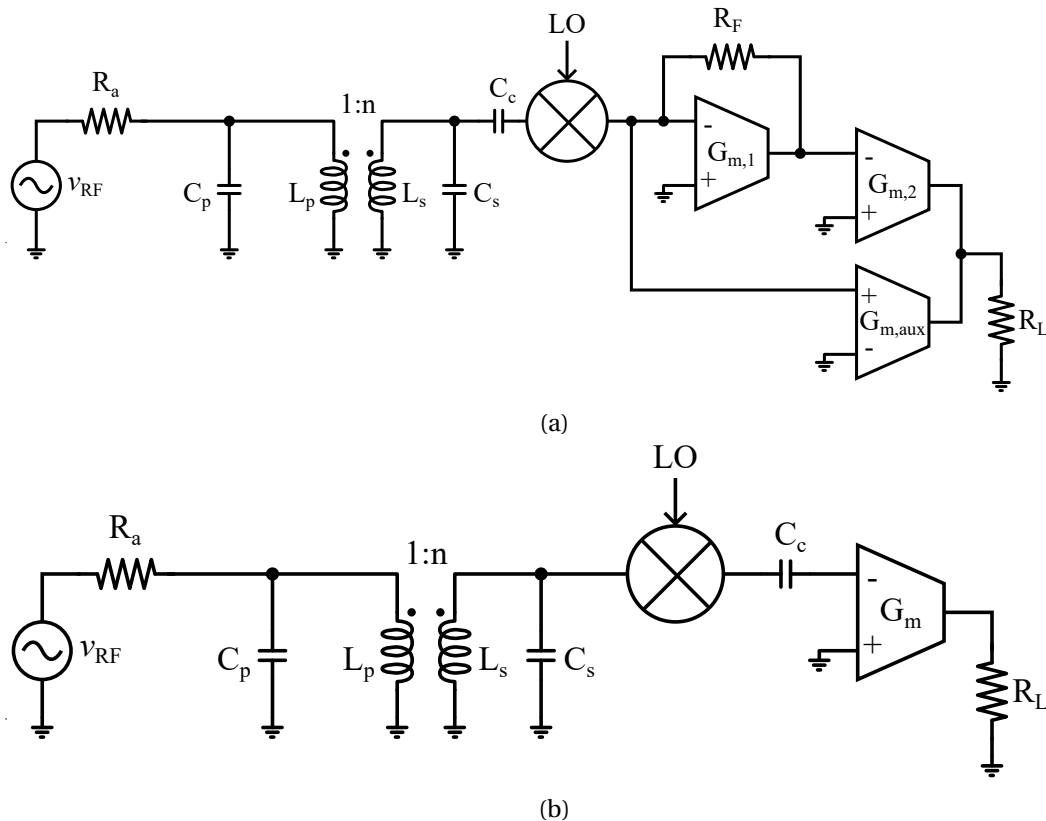 LO
R_F
R_a
1:n
C_c
-
G_m,1
+
-
G_m,2
+
v_RF
C_p
L_p
L_s
C_s
+
G_m,aux
-
R_L
(a)
LO
R_a
1:n
C_c
-
G_m
+
v_RF
C_p
L_p
L_s
C_s
R_L
(b)